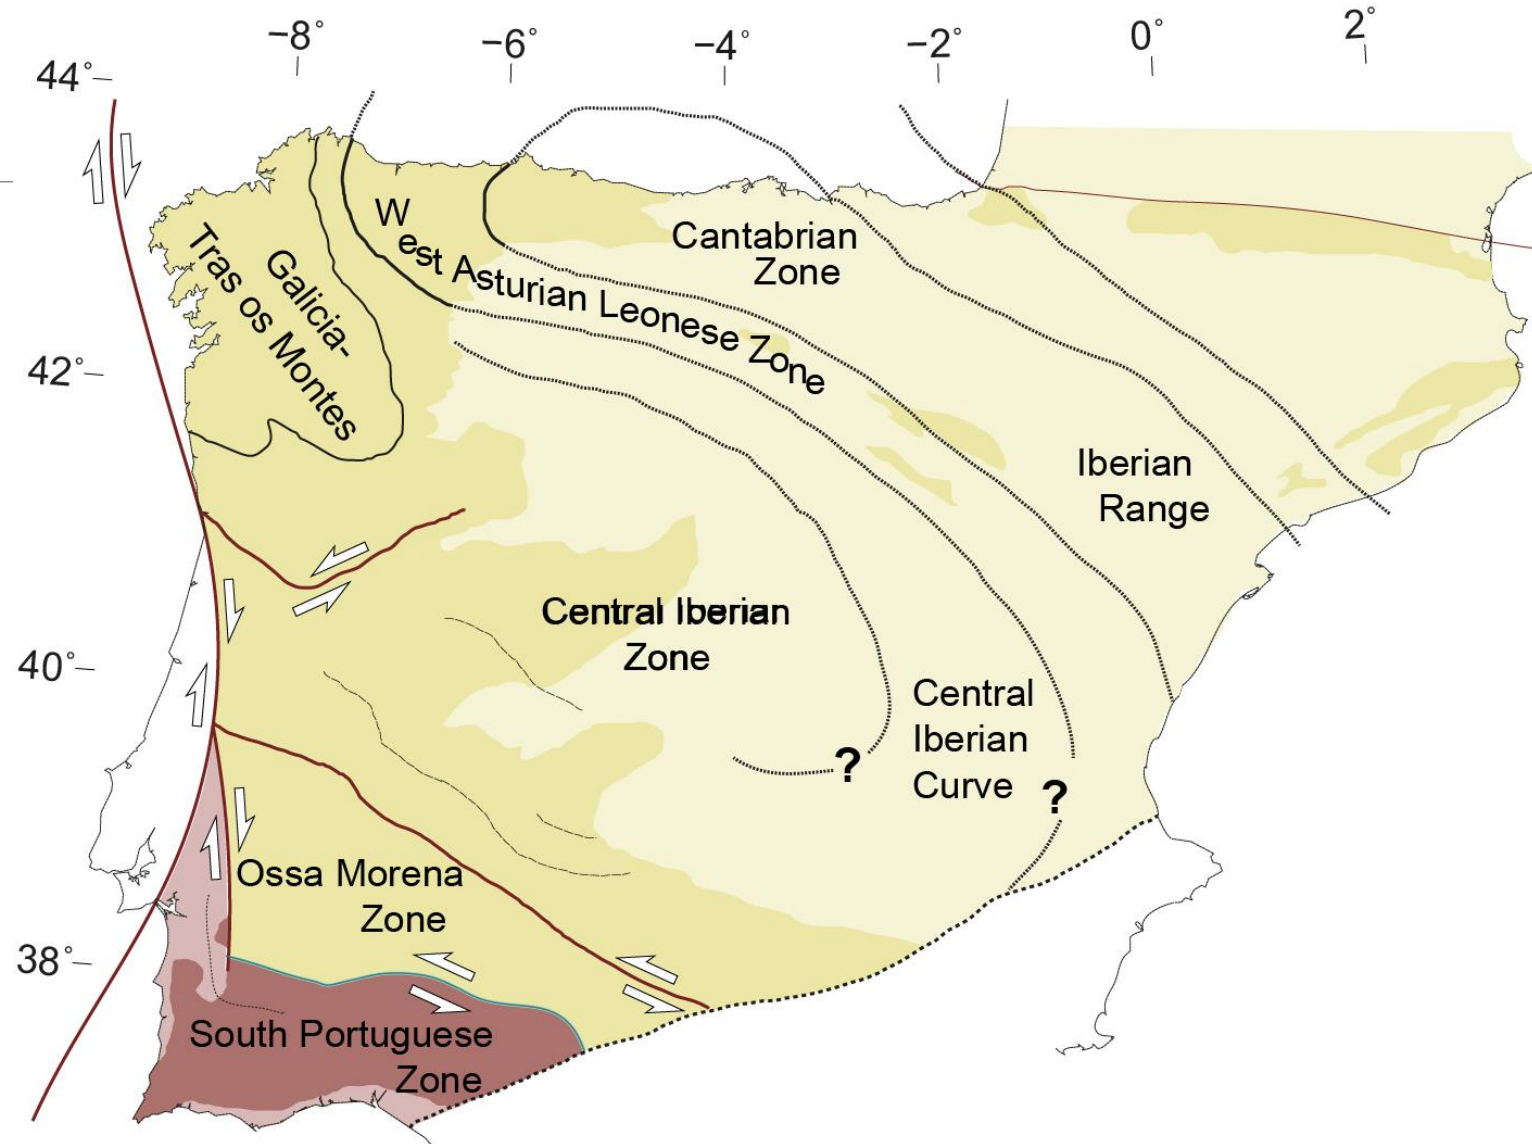 −8° −6° −4° −2° 0° 2°
44°
42°
40°
38°
West Asturian Leonese Zone
Cantabrian
Zone
Galicia-
Tras os Montes
Iberian
Range
Central Iberian
Zone
Central
Iberian
Curve
?
?
Ossa Morena
Zone
South Portuguese
Zone